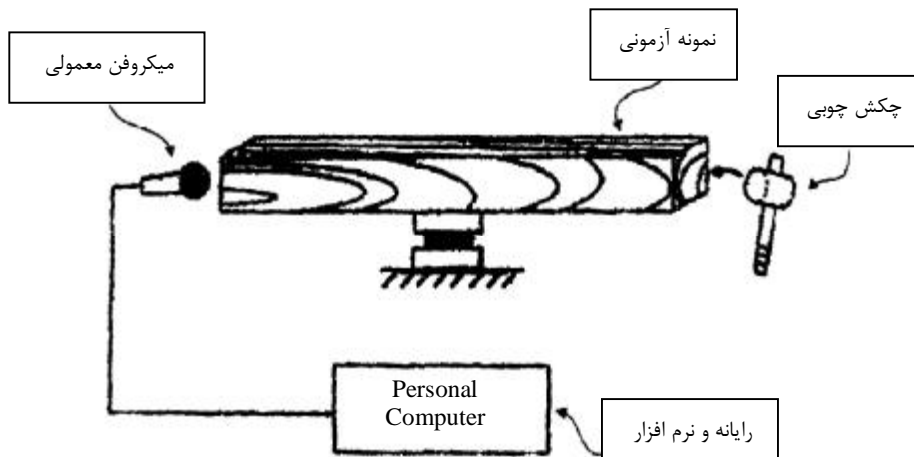 نمونه آزمونی
میکروفن معمولی
چکش چوبی
Personal
Computer
رایانه و نرم افزار